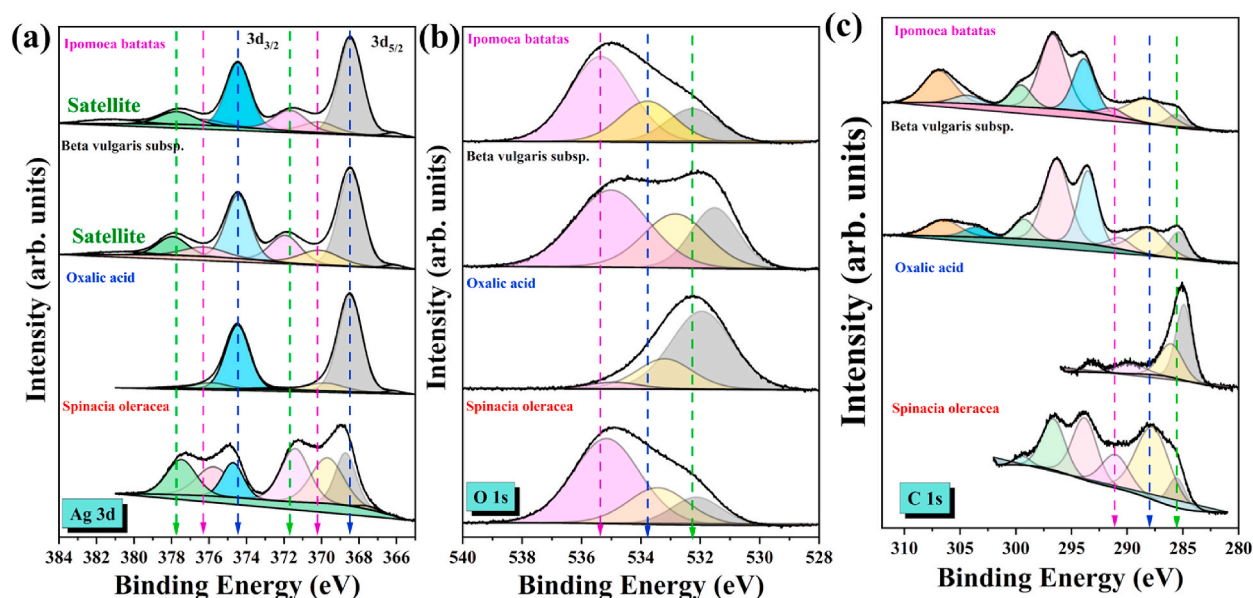 (a)
Ipomoea batatas
3d3/2
3d5/2
Satellite
Beta vulgaris subsp.
Satellite
Oxalic acid
Spinacia oleracea
Ag 3d
Intensity (arb. units)
384 382 380 378 376 374 372 370 368 366
Binding Energy (eV)
(b)
Ipomoea batatas
Beta vulgaris subsp.
Oxalic acid
Spinacia oleracea
O 1s
Intensity (arb. units)
540 538 536 534 532 530 528
Binding Energy (eV)
(c)
Ipomoea batatas
Beta vulgaris subsp.
Oxalic acid
Spinacia oleracea
C 1s
Intensity (arb. units)
310 305 300 295 290 285 280
Binding Energy (eV)